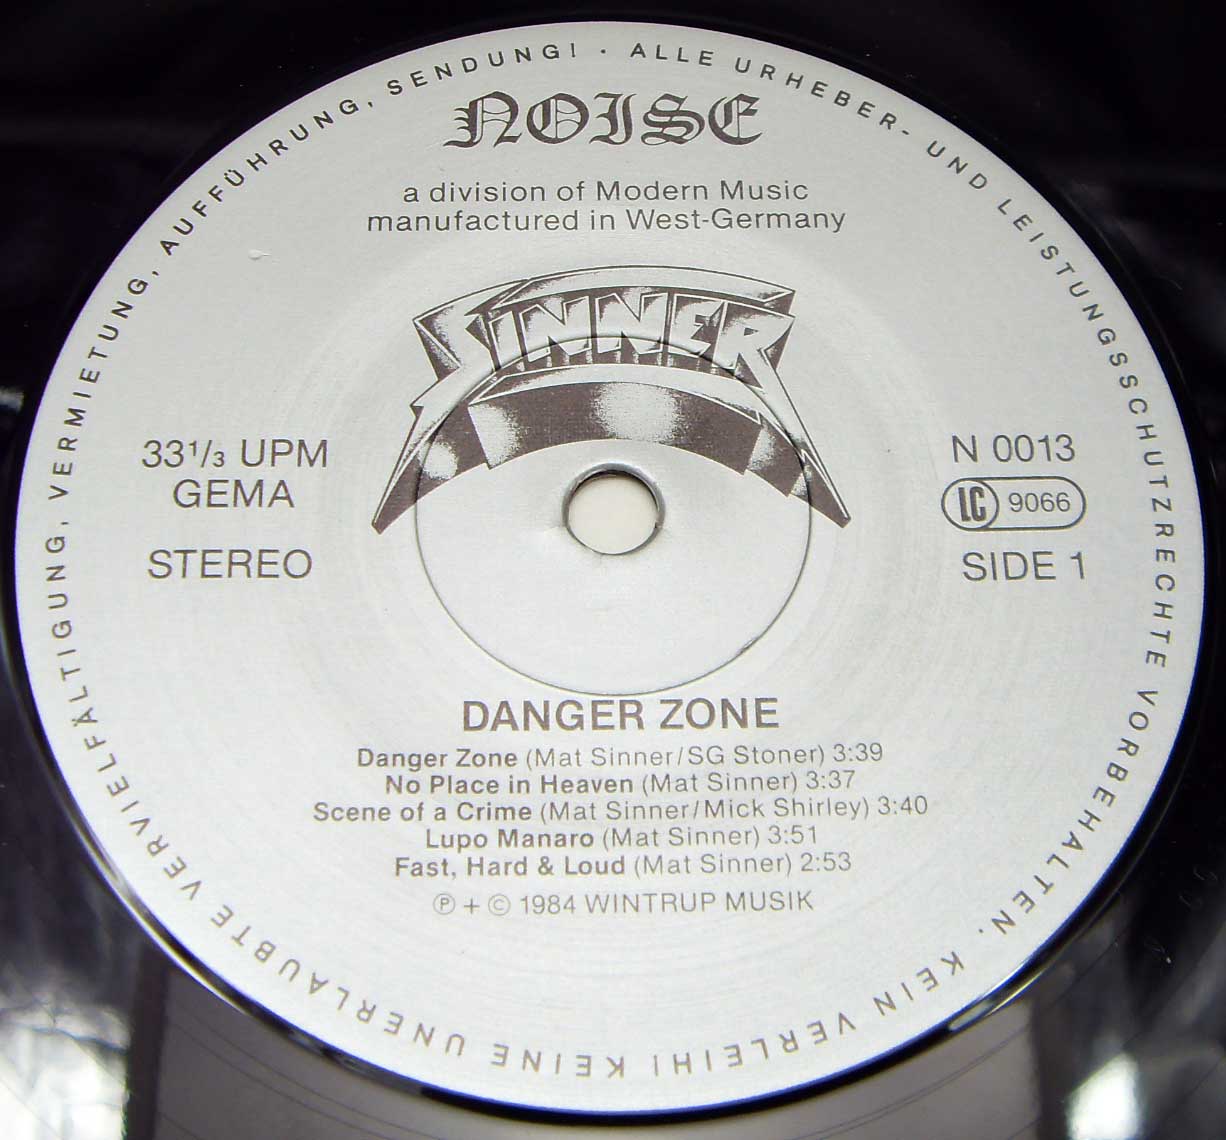 ALLE URHEBER- UND LEISTUNGSSCHUTZRECHTE VORBEHALTEN. KEIN VERLEIH! KEINE UNERLAUBTE VERVIELFÄLTIGUNG, VERMIETUNG, AUFFÜHRUNG, SENDUNG! ·
NOISE
a division of Modern Music
manufactured in West-Germany
SINNER
33 1/3 UPM
GEMA
STEREO
N 0013
LC 9066
SIDE 1
DANGER ZONE
Danger Zone (Mat Sinner/SG Stoner) 3:39
No Place in Heaven (Mat Sinner) 3:37
Scene of a Crime (Mat Sinner/Mick Shirley) 3:40
Lupo Manaro (Mat Sinner) 3:51
Fast, Hard & Loud (Mat Sinner) 2:53
℗ + © 1984 WINTRUP MUSIK